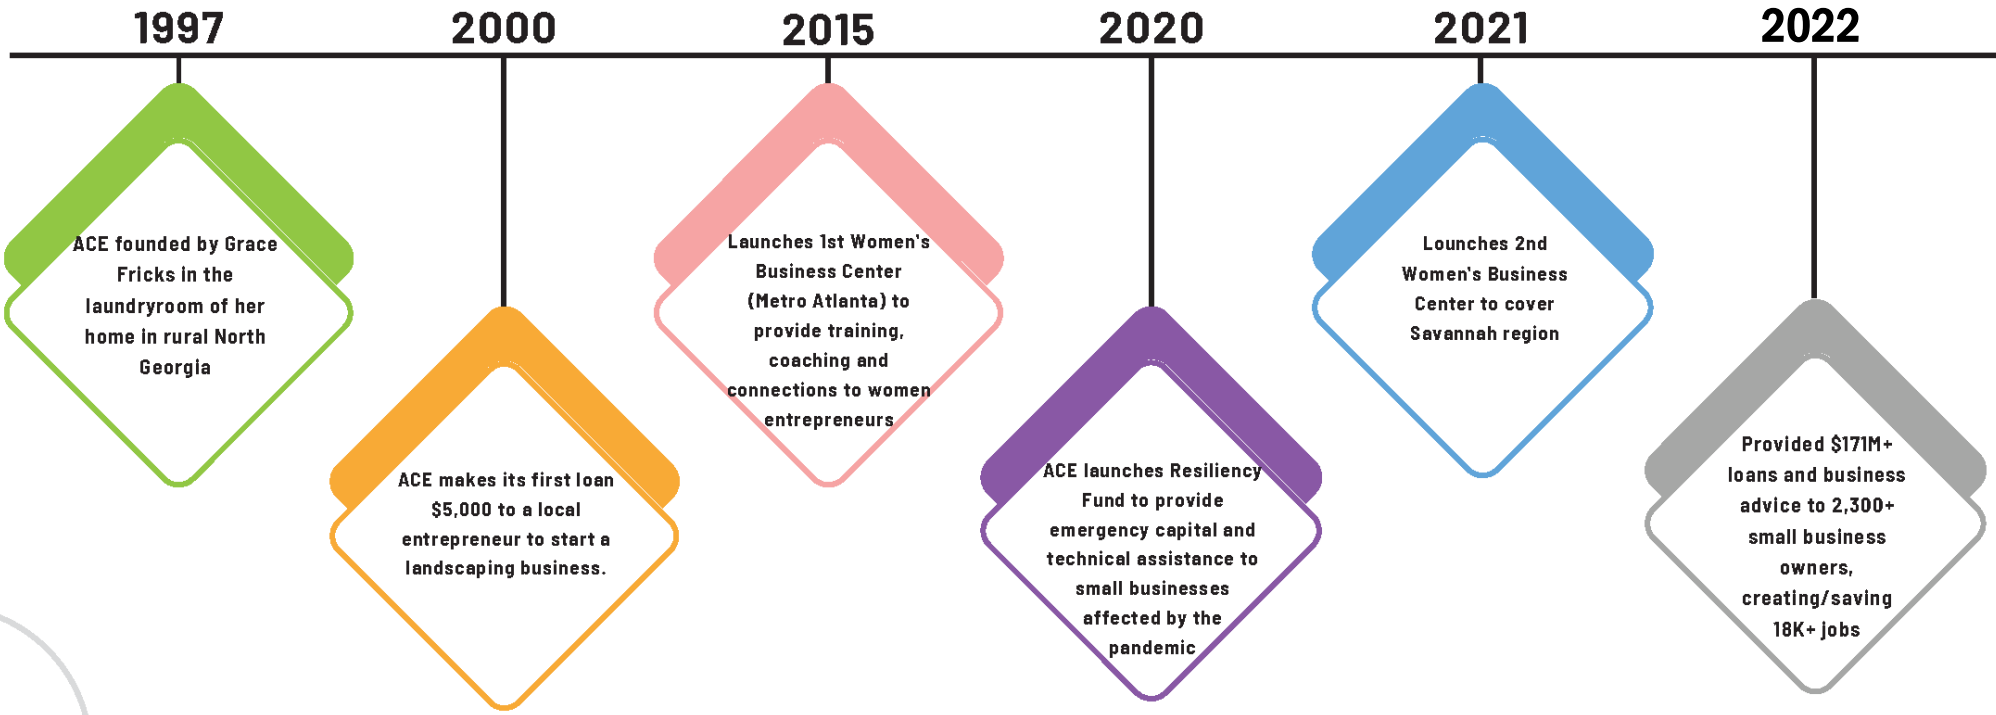 1997
2000
2015
2020
2021
2022
ACE founded by Grace
Fricks in the
laundryroom of her
home in rural North
Georgia
ACE makes its first loan
$5,000 to a local
entrepreneur to start a
landscaping business.
Launches 1st Women's
Business Center
(Metro Atlanta) to
provide training,
coaching and
connections to women
entrepreneurs
ACE launches Resiliency
Fund to provide
emergency capital and
technical assistance to
small businesses
affected by the
pandemic
Lounches 2nd
Women's Business
Center to cover
Savannah region
Provided $171M+
loans and business
advice to 2,300+
small business
owners,
creating/saving
18K+ jobs